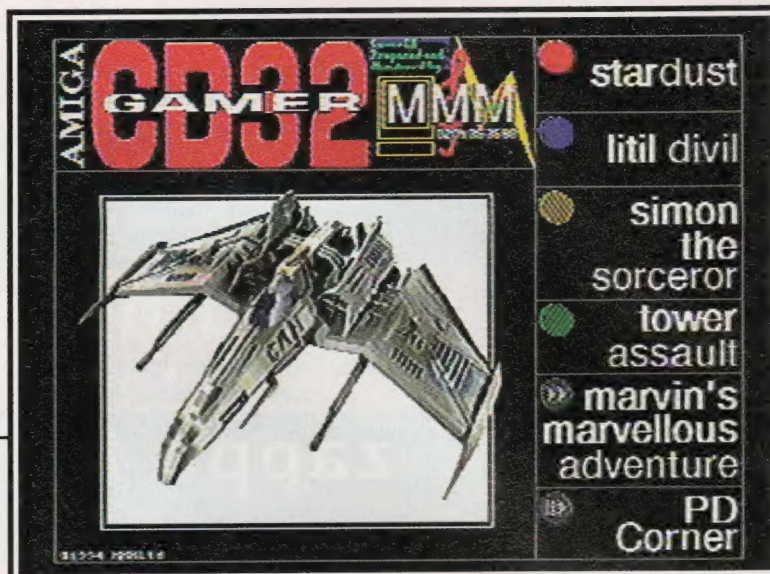 AMIGA
CD32
GAMER
MMM
stardust
litil divil
simon
the
sorceror
tower
assault
marvin's
marvellous
adventure
PD
Corner